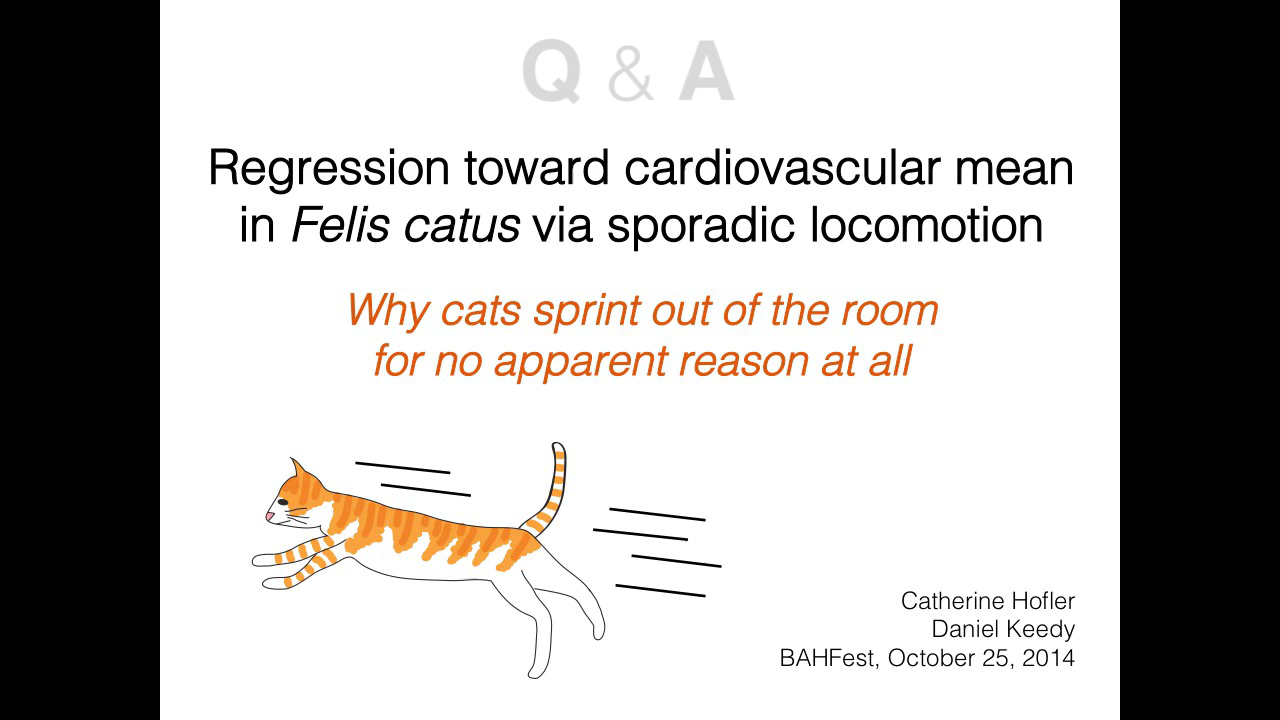 Q & A
Regression toward cardiovascular mean
in Felis catus via sporadic locomotion
Why cats sprint out of the room
for no apparent reason at all
Catherine Hofler
Daniel Keedy
BAHFest, October 25, 2014